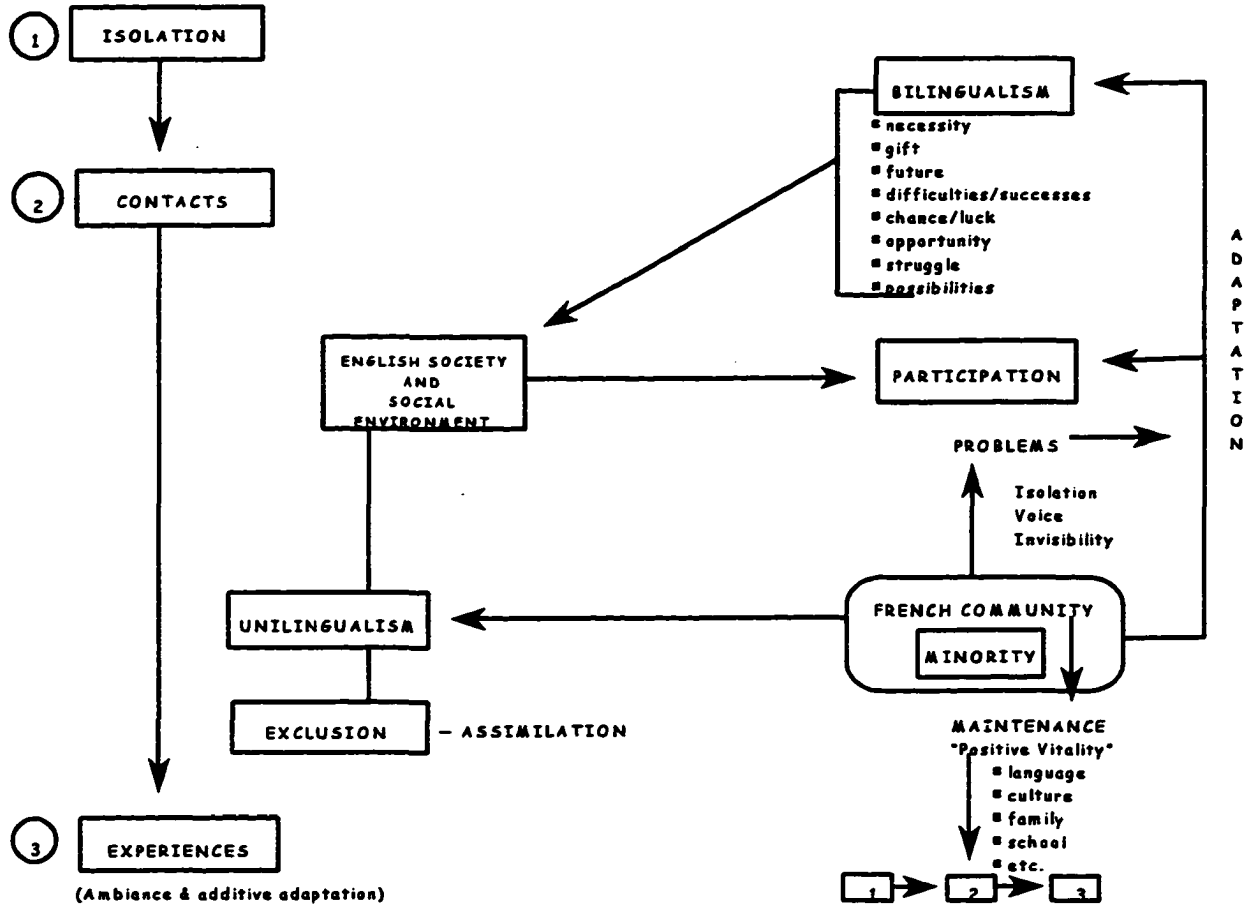 1
ISOLATION
2
CONTACTS
BILINGUALISM
necessity
gift
future
difficulties/successes
chance/luck
opportunity
struggle
possibilities
ADAPTATION
ENGLISH SOCIETY
AND
SOCIAL
ENVIRONMENT
PARTICIPATION
PROBLEMS
Isolation
Voice
Invisibility
UNILINGUALISM
FRENCH COMMUNITY
MINORITY
EXCLUSION
– ASSIMILATION
MAINTENANCE
"Positive Vitality"
language
culture
family
school
etc.
3
EXPERIENCES
(Ambiance & additive adaptation)
1
2
3